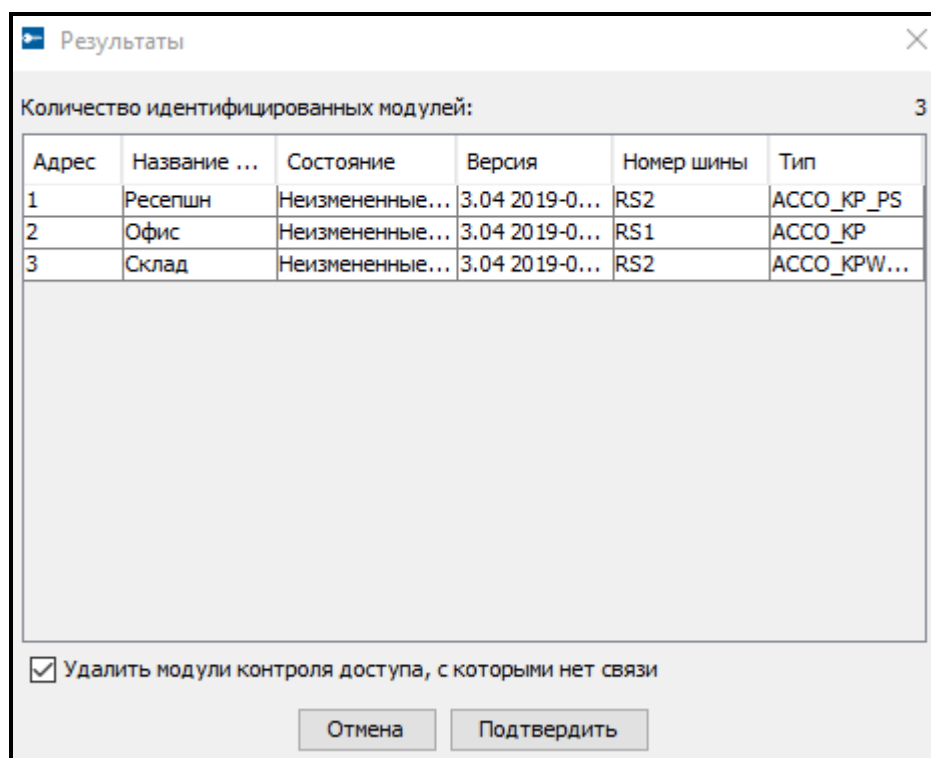 Результаты
Количество идентифицированных модулей: 3
Адрес Название ... Состояние Версия Номер шины Тип
1 Ресепшн Неизмененные... 3.04 2019-0... RS2 ACCO_KP_PS
2 Офис Неизмененные... 3.04 2019-0... RS1 ACCO_KP
3 Склад Неизмененные... 3.04 2019-0... RS2 ACCO_KPW...
Удалить модули контроля доступа, с которыми нет связи
Отмена Подтвердить